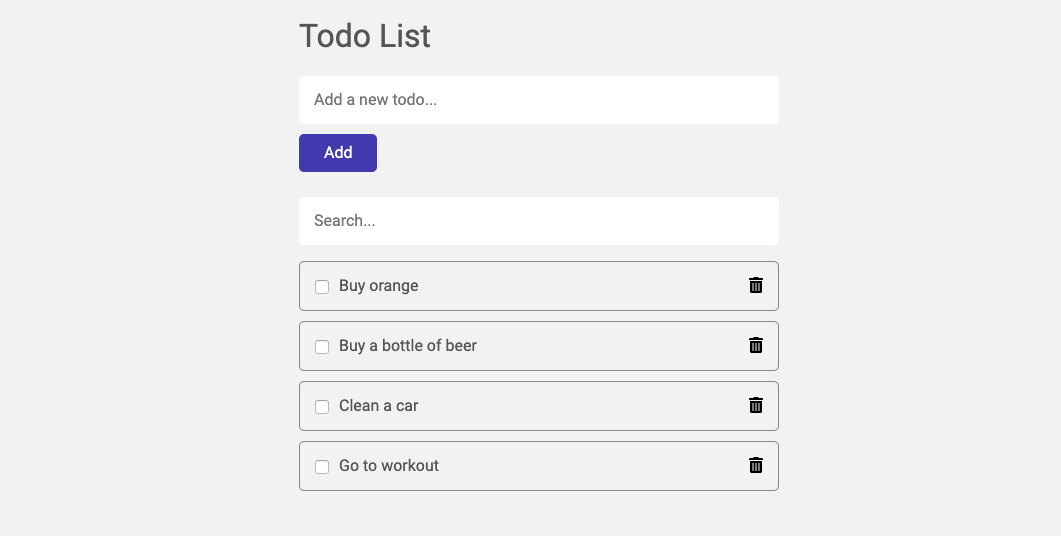 Todo List
Add a new todo...
Add
Search...
Buy orange
Buy a bottle of beer
Clean a car
Go to workout